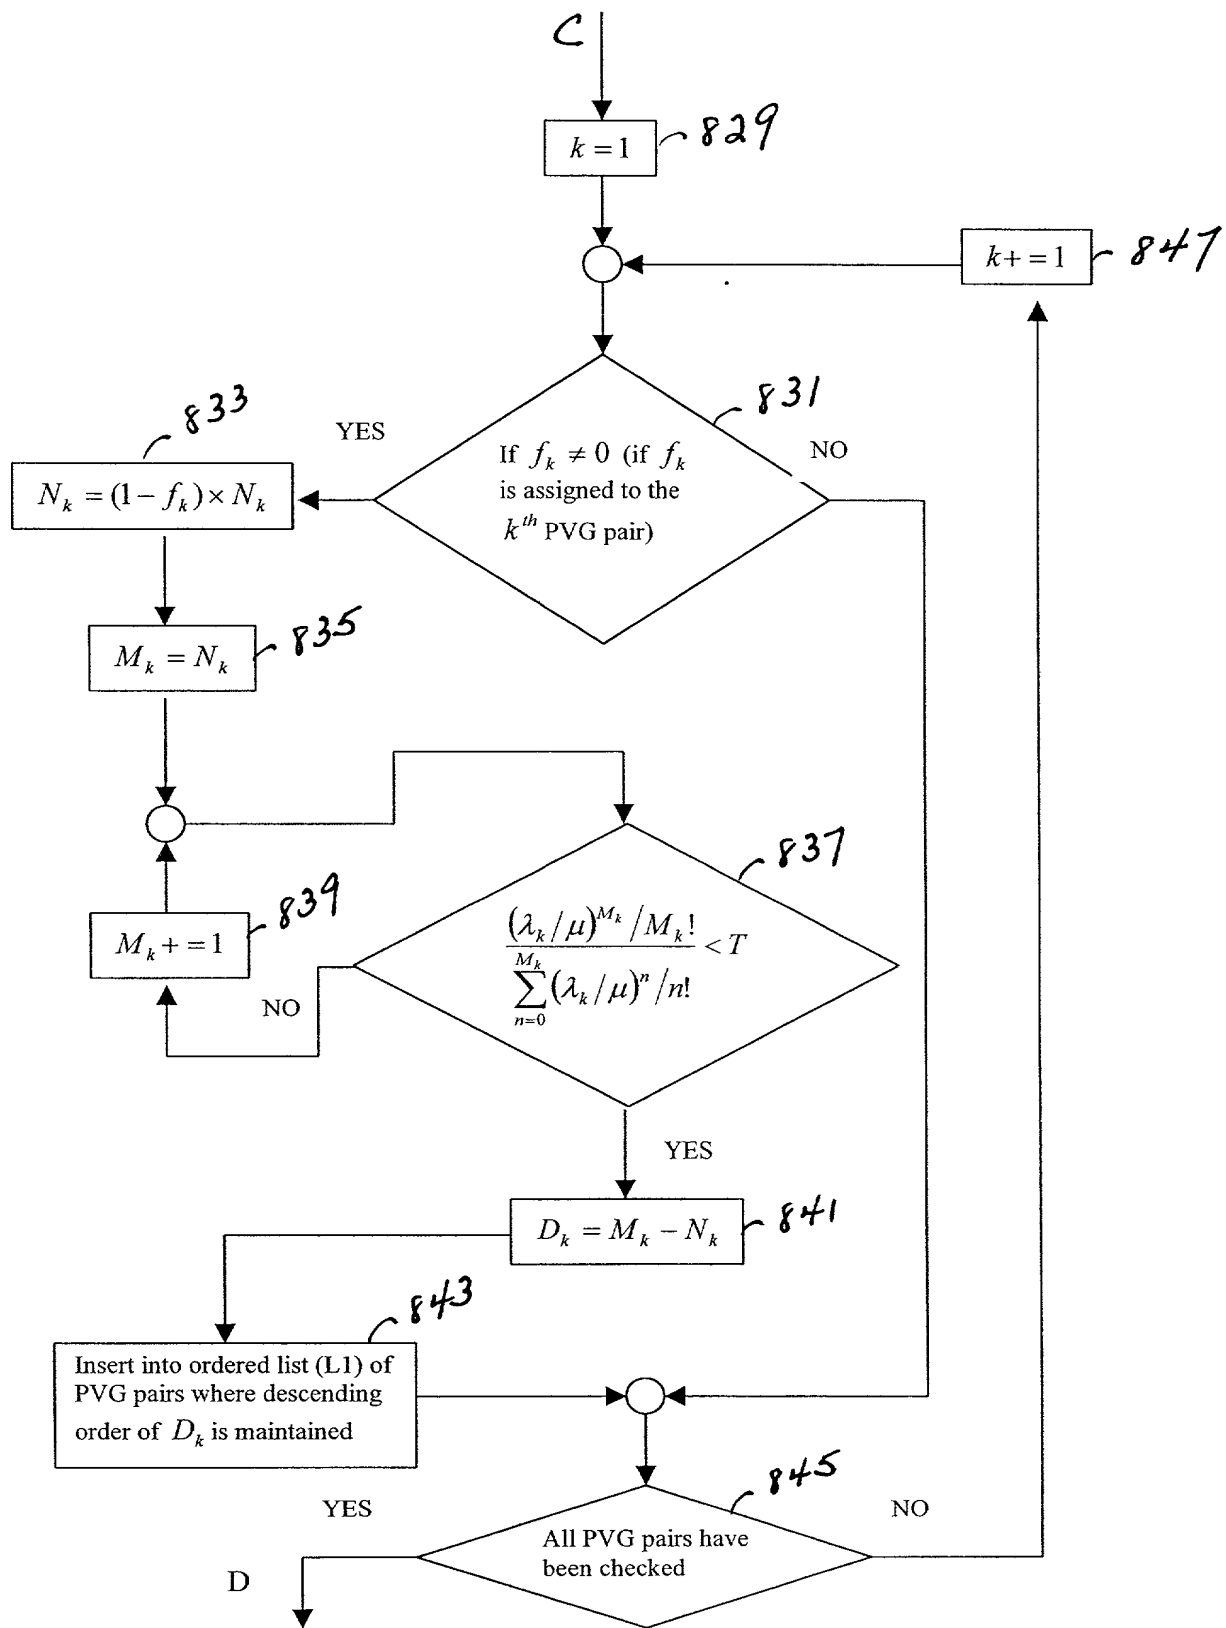 C
k = 1
829
k+ = 1
847
831
833
YES
NO
If f_k ≠ 0 (if f_k
is assigned to the
k^{th} PVG pair)
N_k = (1 − f_k) × N_k
835
M_k = N_k
837
839
(λ_k/μ)^{M_k}/M_k!
∑_{n=0}^{M_k} (λ_k/μ)^n/n!
< T
M_k + = 1
NO
YES
D_k = M_k − N_k
841
843
Insert into ordered list (L1) of
PVG pairs where descending
order of D_k is maintained
845
YES
NO
All PVG pairs have
been checked
D